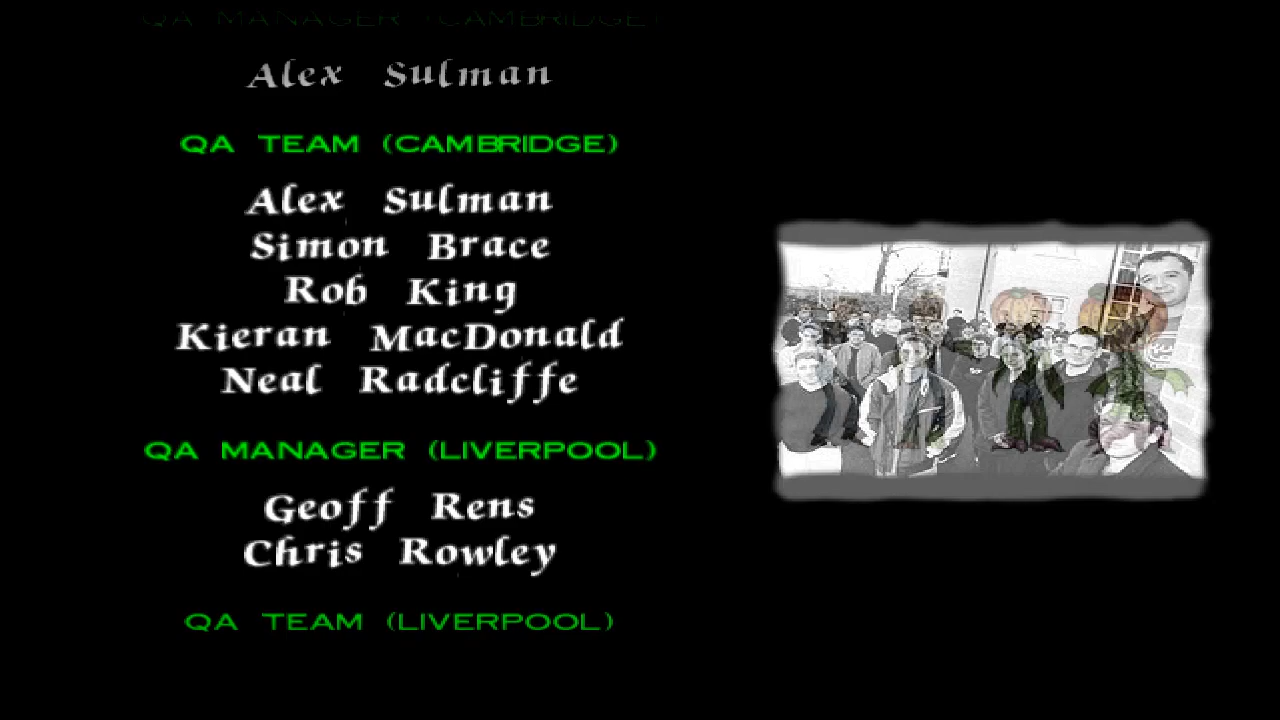 QA MANAGER (CAMBRIDGE)
Alex Sulman
QA TEAM (CAMBRIDGE)
Alex Sulman
Simon Brace
Rob King
Kieran MacDonald
Neal Radcliffe
QA MANAGER (LIVERPOOL)
Geoff Rens
Chris Rowley
QA TEAM (LIVERPOOL)